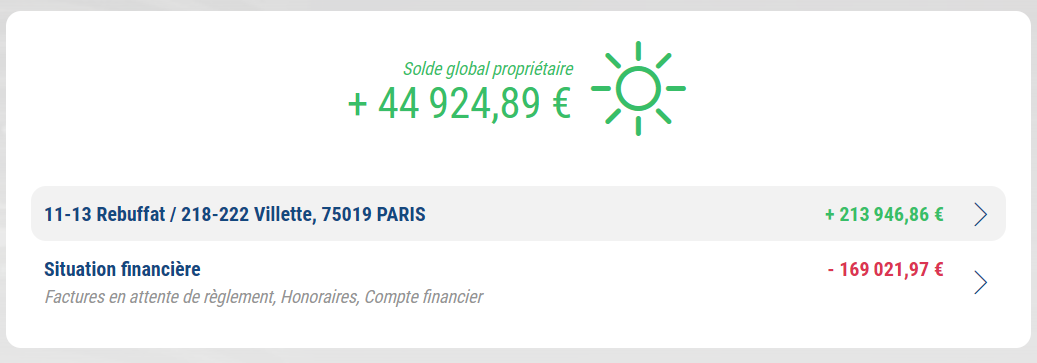 Solde global propriétaire
+ 44 924,89 €
11-13 Rebuffat / 218-222 Villette, 75019 PARIS
+ 213 946,86 €
Situation financière
- 169 021,97 €
Factures en attente de règlement, Honoraires, Compte financier